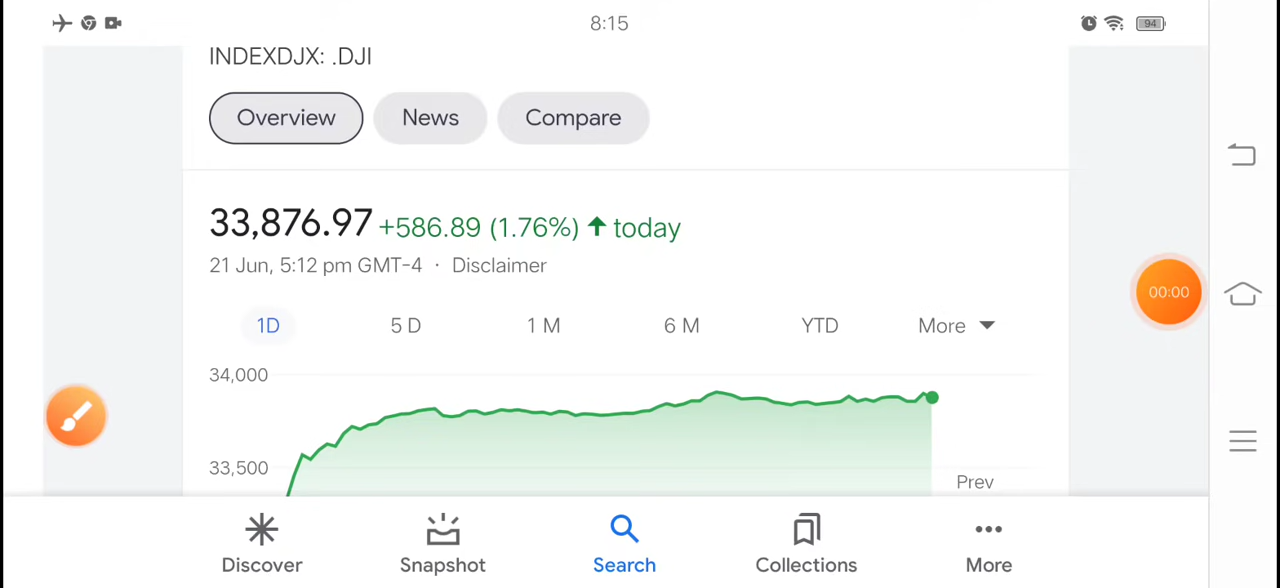 8:15
94
INDEXDJX: .DJI
Overview News Compare
33,876.97 +586.89 (1.76%) ↑ today
21 Jun, 5:12 pm GMT-4 · Disclaimer
00:00
1D 5 D 1 M 6 M YTD More
34,000
33,500
Prev
Discover Snapshot Search Collections More